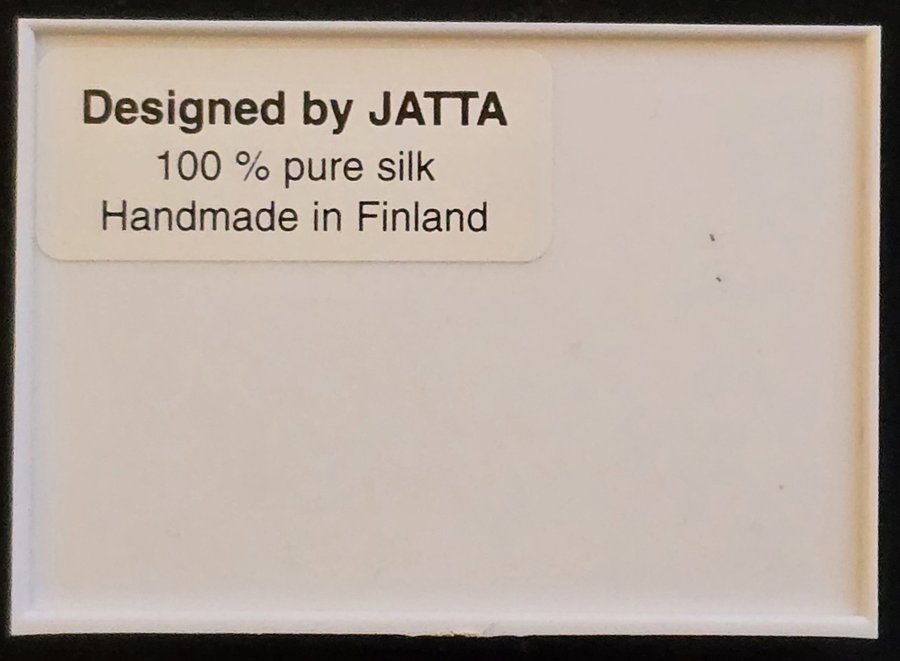 Designed by JATTA
100 % pure silk
Handmade in Finland